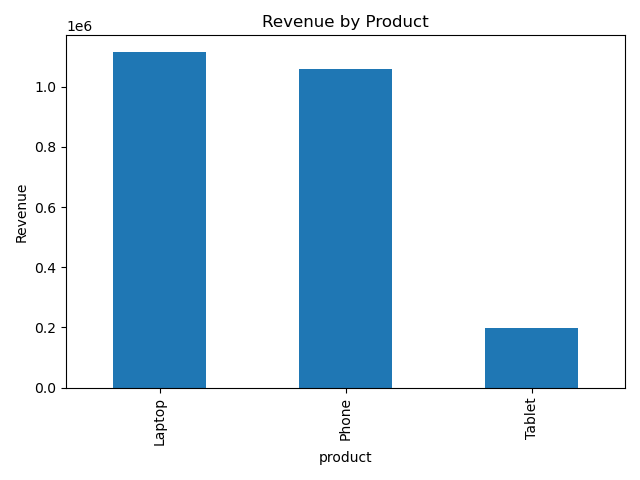 Revenue by Product
1e6
1.0
0.8
0.6
0.4
0.2
0.0
Revenue
Laptop
Phone
Tablet
product